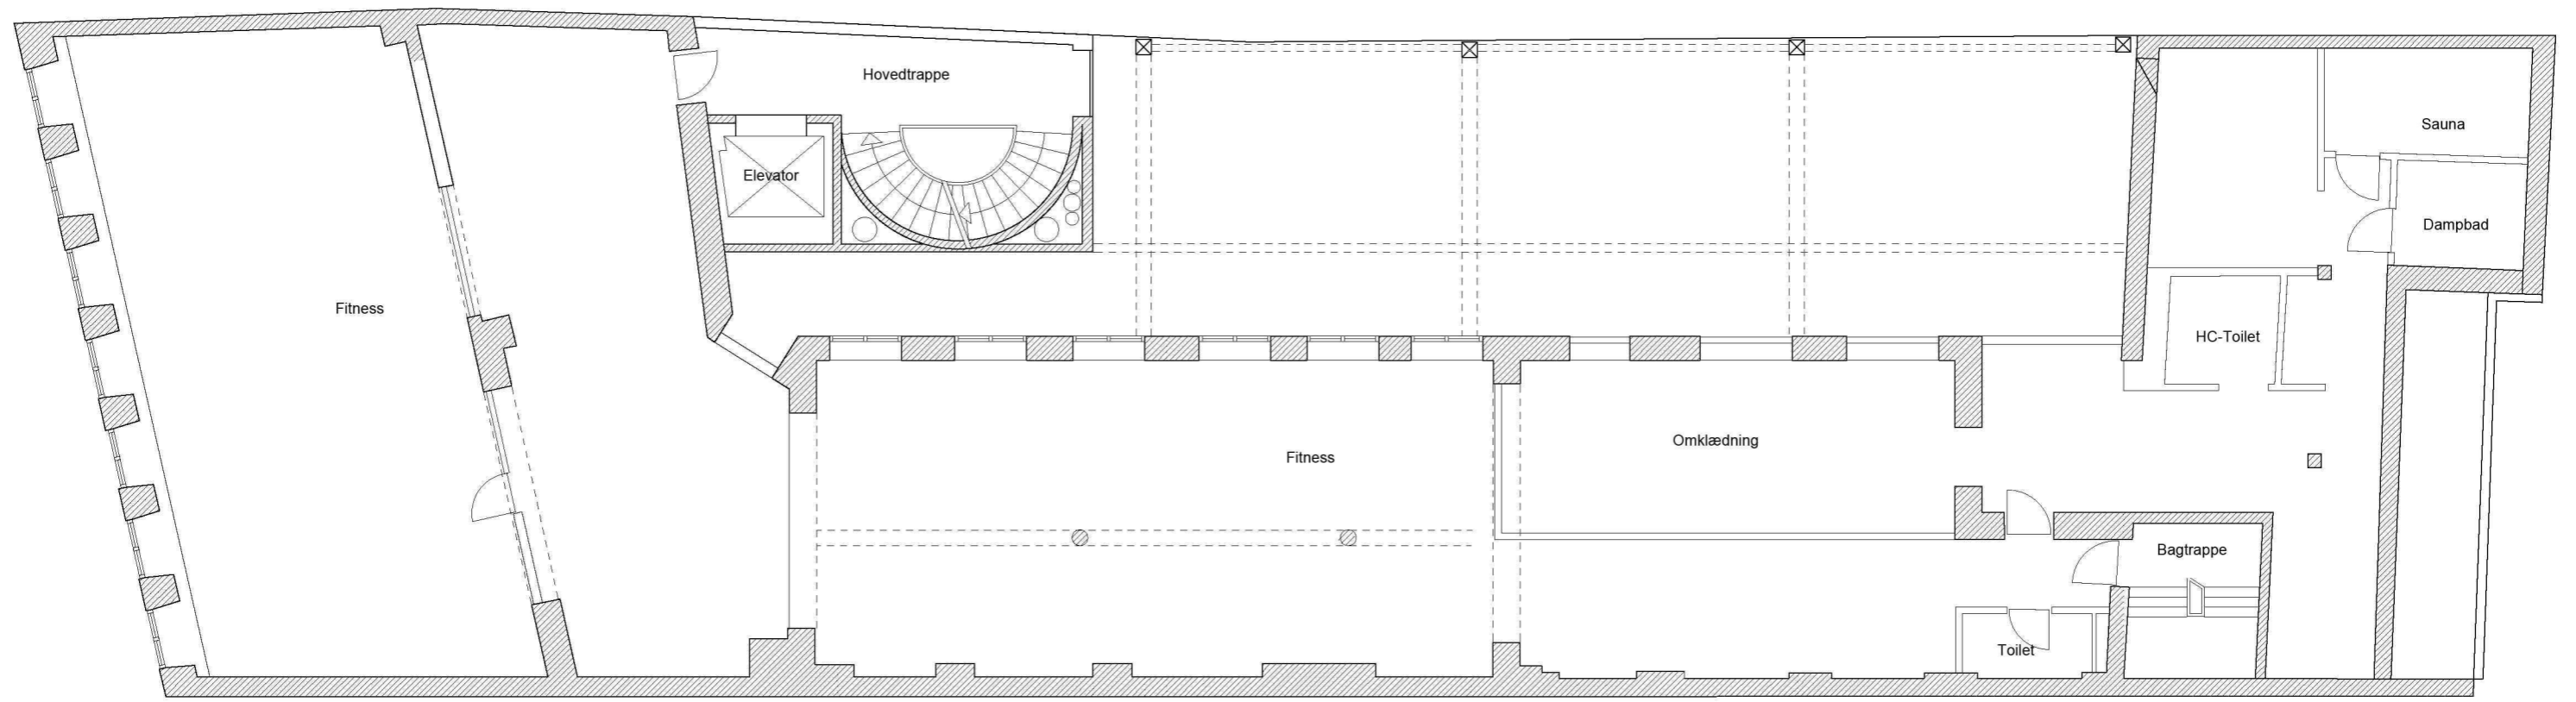 Hovedtrappe
Sauna
Elevator
Dampbad
Fitness
HC-Toilet
Omklædning
Fitness
Bagtrappe
Toilet